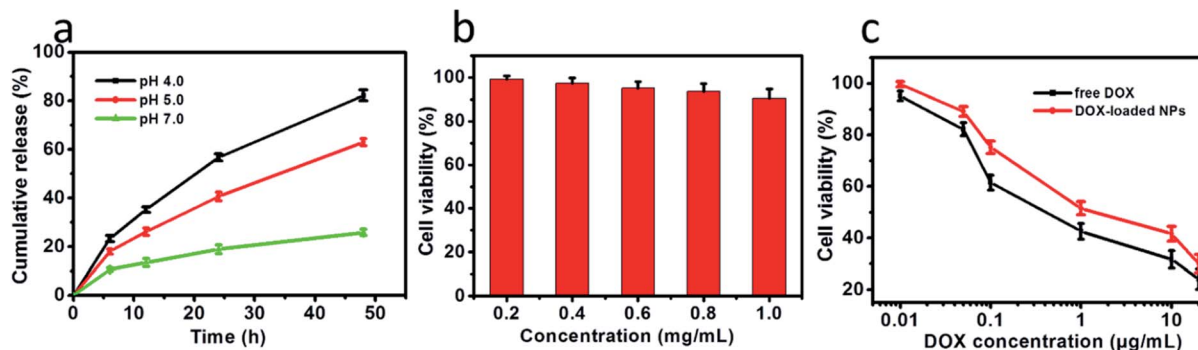 a
100
80
60
40
20
0
Cumulative release (%)
pH 4.0
pH 5.0
pH 7.0
0 10 20 30 40 50
Time (h)
b
100
80
60
40
20
0
Cell viability (%)
0.2 0.4 0.6 0.8 1.0
Concentration (mg/mL)
c
100
80
60
40
20
Cell viability (%)
free DOX
DOX-loaded NPs
0.01 0.1 1 10
DOX concentration (μg/mL)